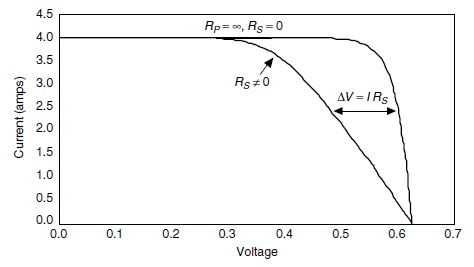 4.5
4.0
3.5
3.0
2.5
2.0
1.5
1.0
0.5
0.0
Current (amps)
R_P = ∞, R_S = 0
R_S ≠ 0
ΔV = I R_S
0.0 0.1 0.2 0.3 0.4 0.5 0.6 0.7
Voltage